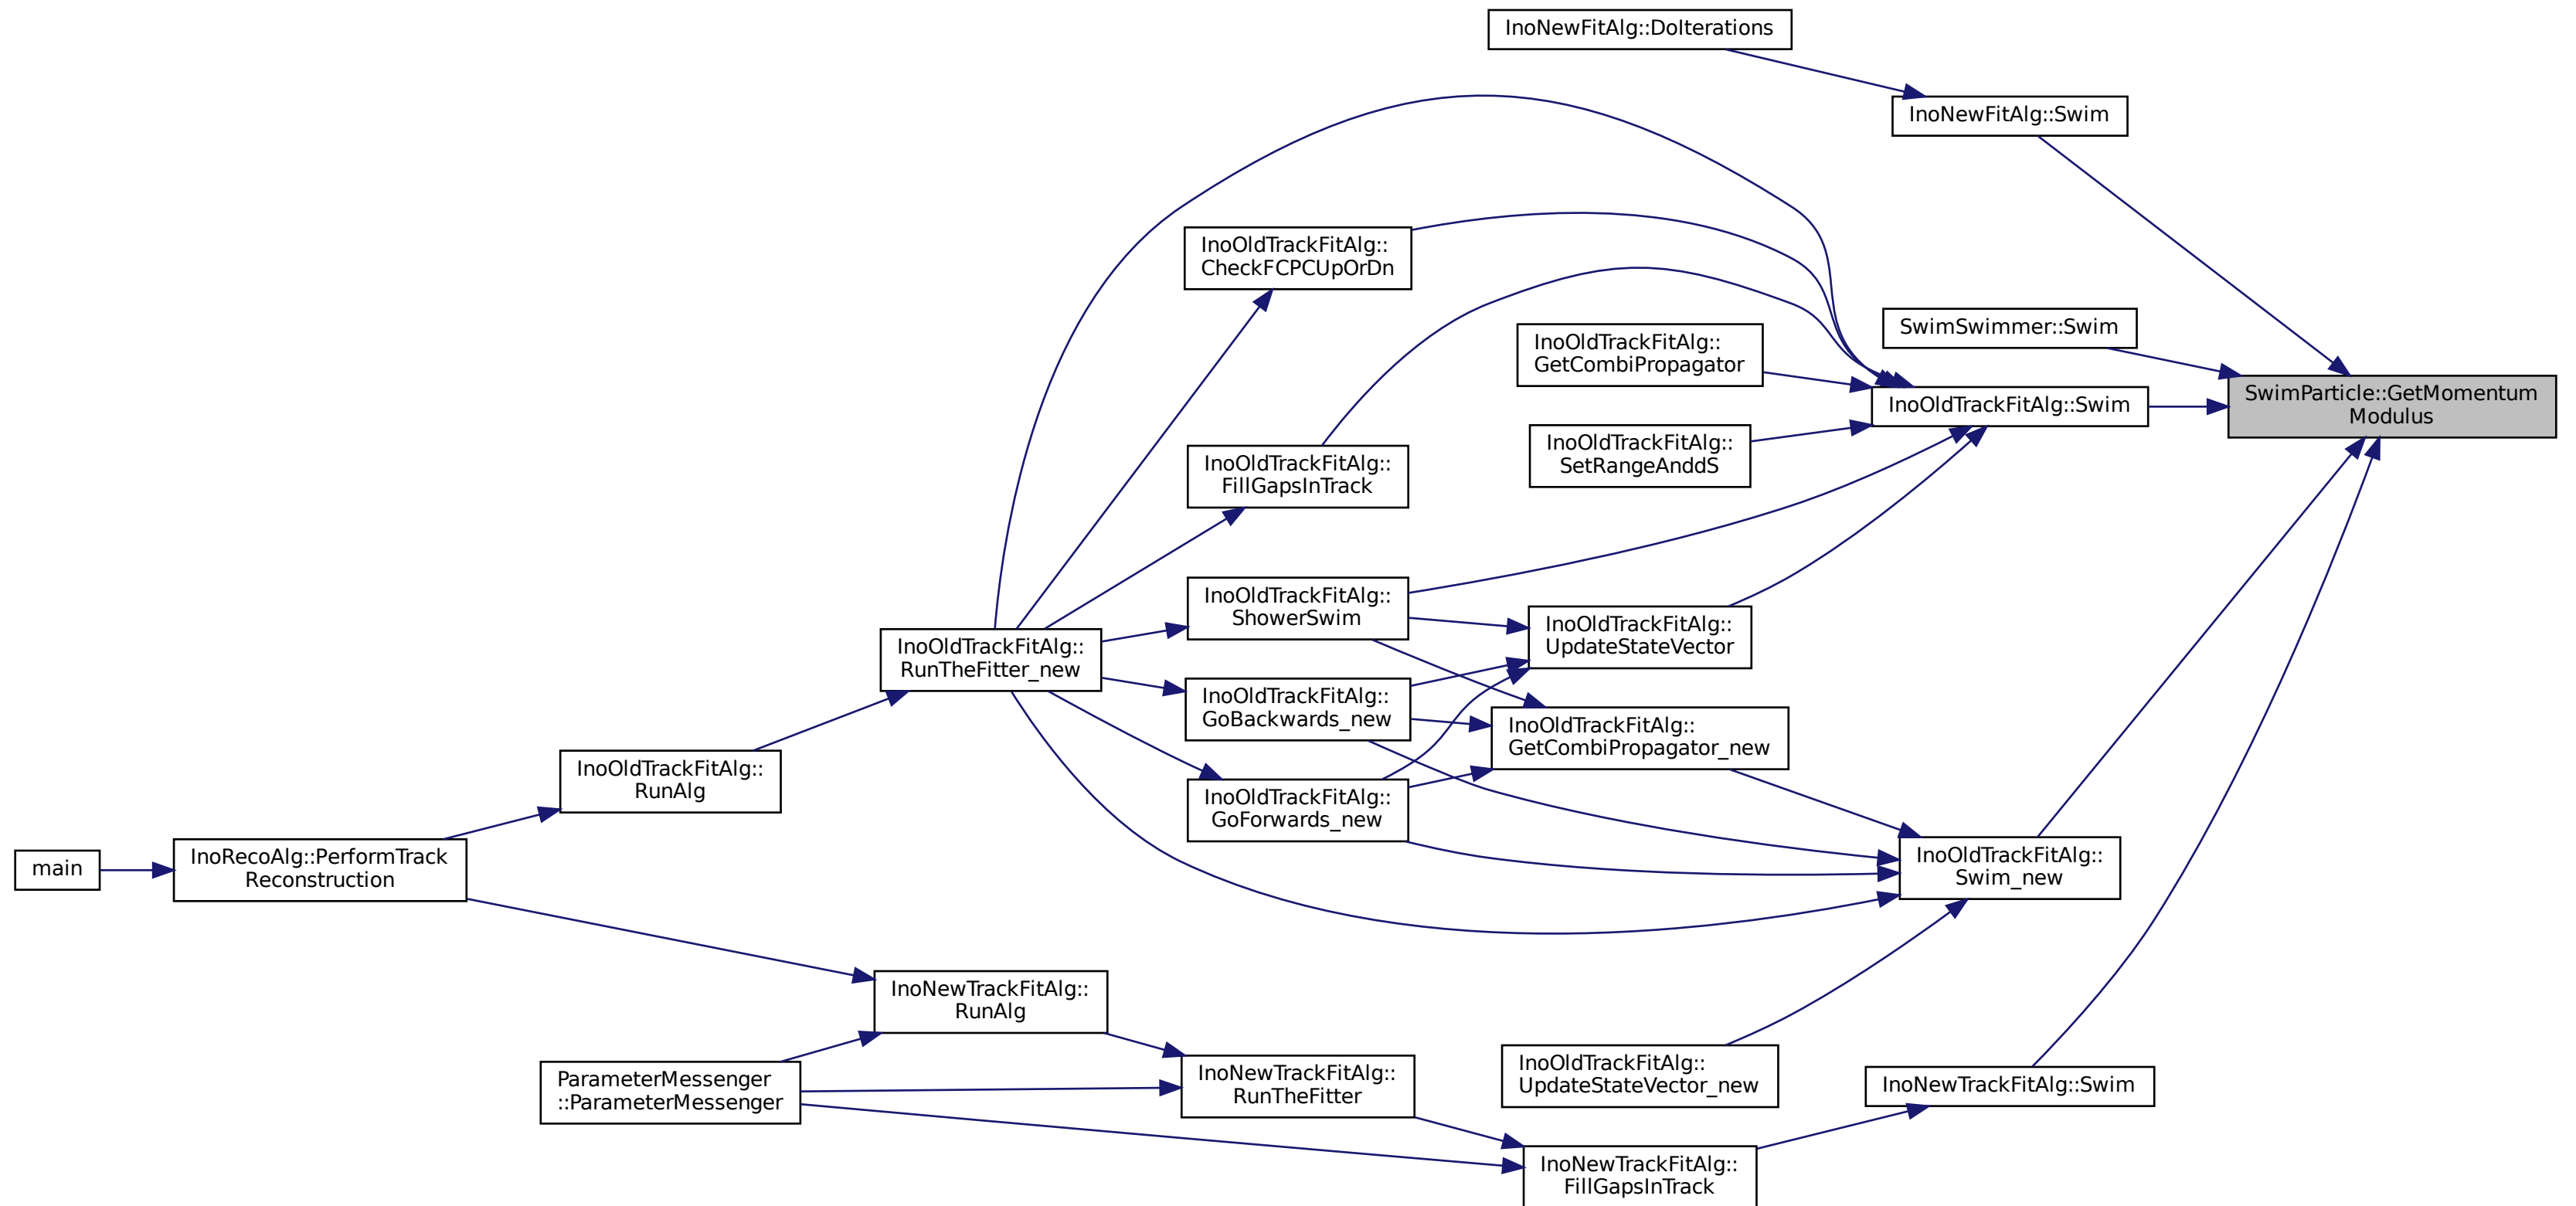 InoNewFitAlg::DoIterations
InoNewFitAlg::Swim
InoOldTrackFitAlg::
CheckFCPCUpOrDn
SwimSwimmer::Swim
InoOldTrackFitAlg::
GetCombiPropagator
InoOldTrackFitAlg::Swim
SwimParticle::GetMomentum
Modulus
InoOldTrackFitAlg::
SetRangeAnddS
InoOldTrackFitAlg::
FillGapsInTrack
InoOldTrackFitAlg::
ShowerSwim
InoOldTrackFitAlg::
UpdateStateVector
InoOldTrackFitAlg::
RunTheFitter_new
InoOldTrackFitAlg::
GoBackwards_new
InoOldTrackFitAlg::
GetCombiPropagator_new
InoOldTrackFitAlg::
RunAlg
InoOldTrackFitAlg::
GoForwards_new
main
InoRecoAlg::PerformTrack
Reconstruction
InoOldTrackFitAlg::
Swim_new
InoNewTrackFitAlg::
RunAlg
ParameterMessenger
::ParameterMessenger
InoNewTrackFitAlg::
RunTheFitter
InoOldTrackFitAlg::
UpdateStateVector_new
InoNewTrackFitAlg::Swim
InoNewTrackFitAlg::
FillGapsInTrack